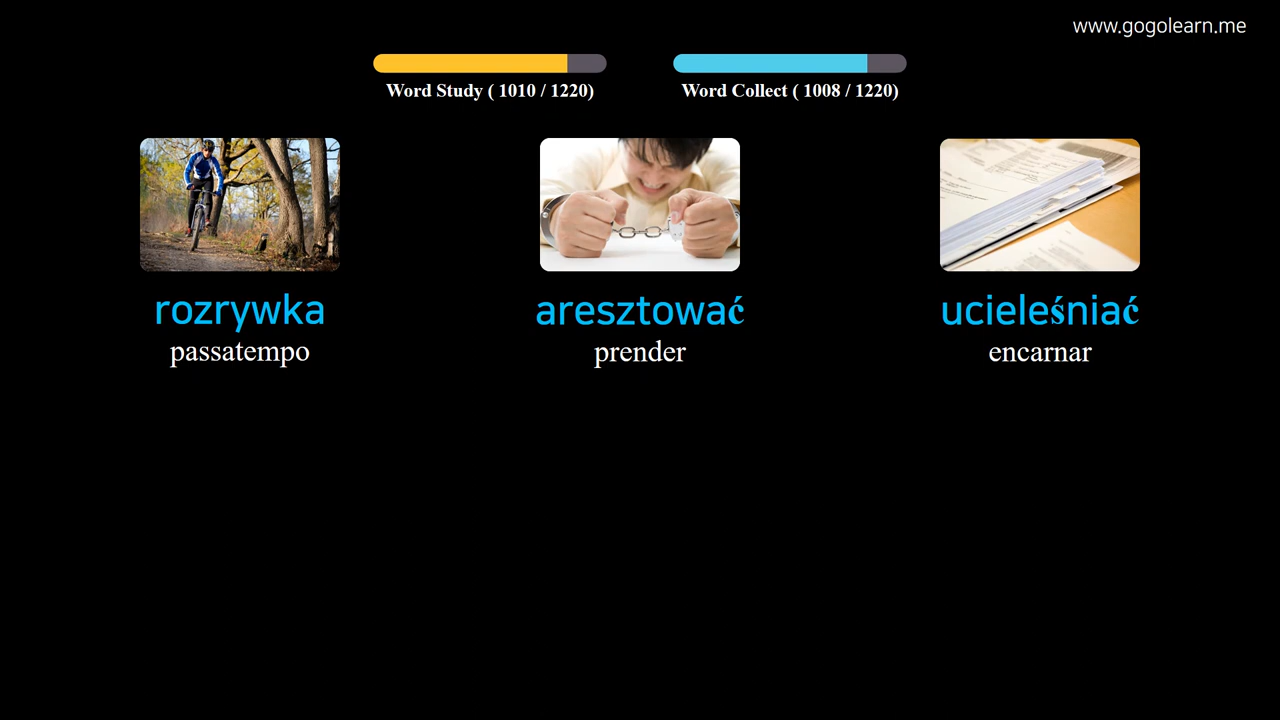 www.gogolearn.me
Word Study ( 1010 / 1220)
Word Collect ( 1008 / 1220)
rozrywka
passatempo
aresztować
prender
ucieleśniać
encarnar